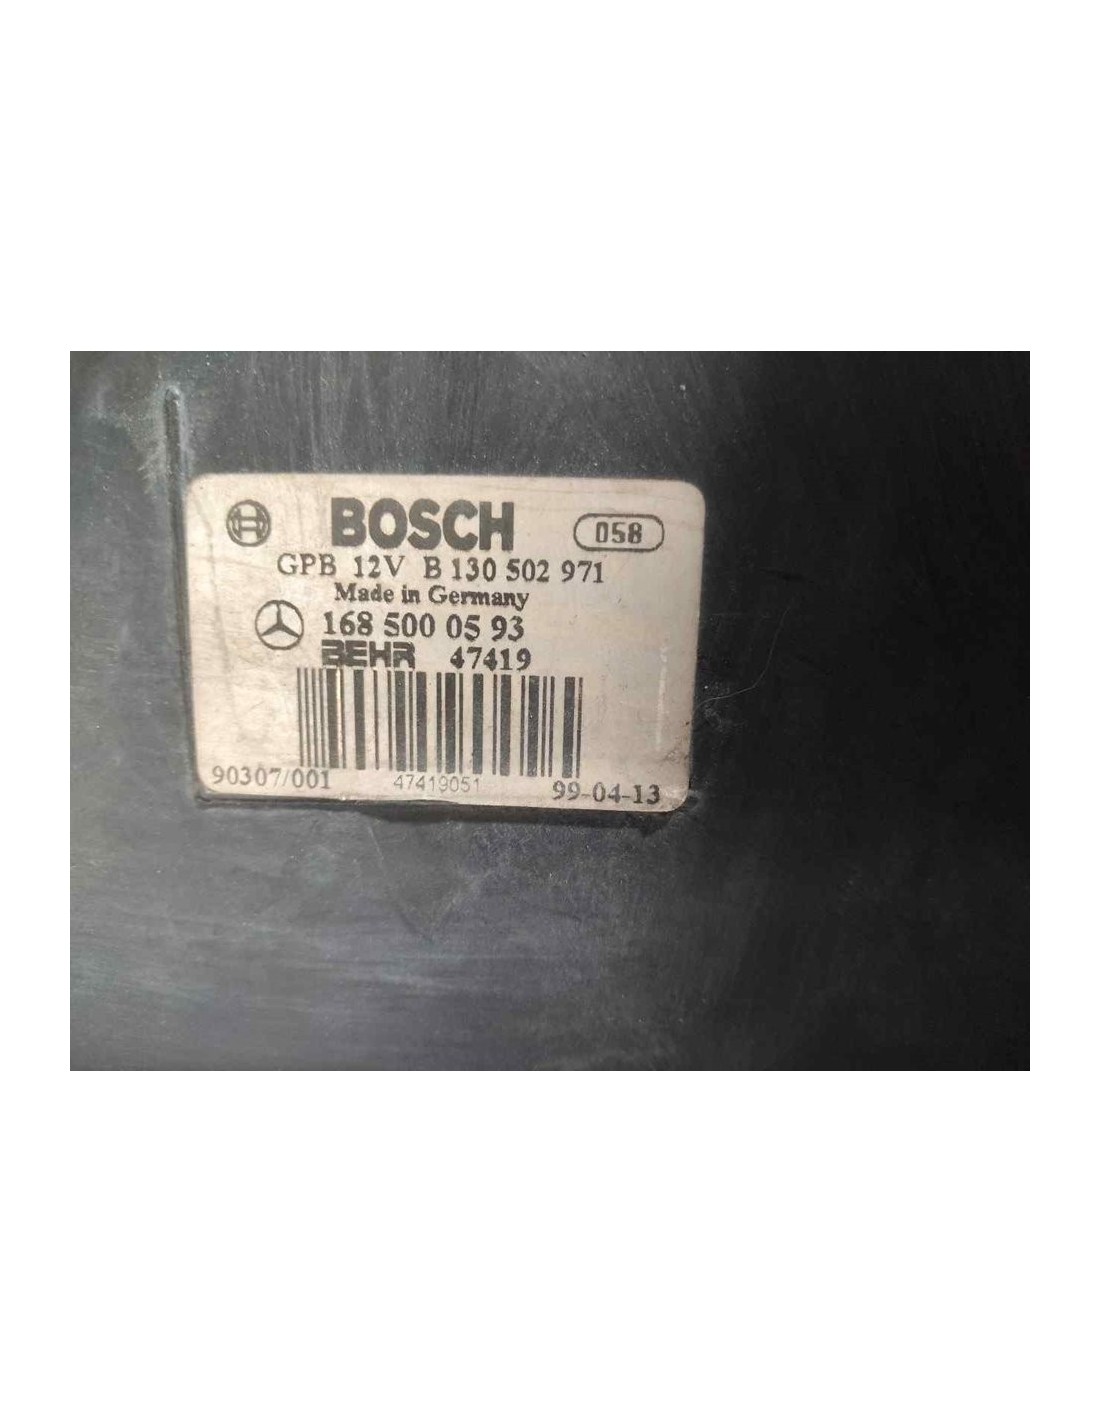 BOSCH 058
GPB 12V B 130 502 971
Made in Germany
168 500 05 93
BEHR 47419
90307/001 47419051 99-04-13